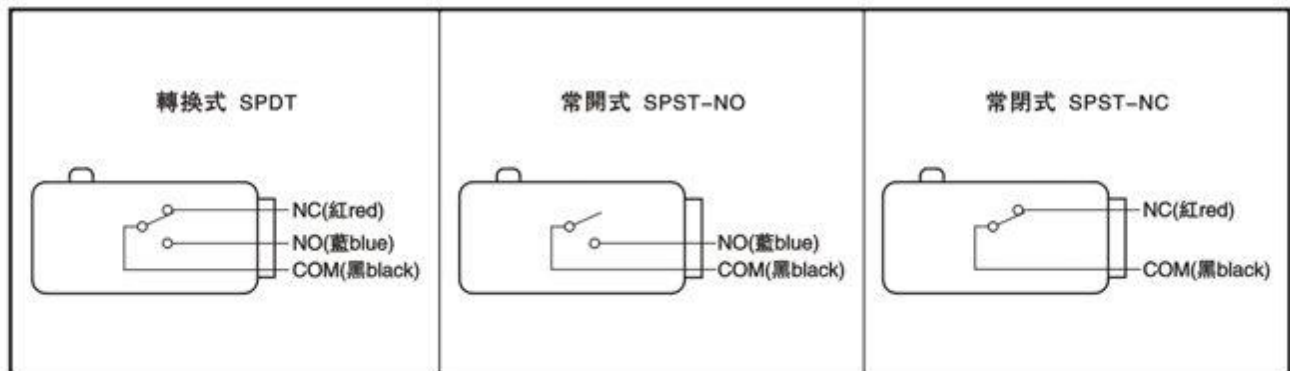 轉換式 SPDT
NC(紅red)
NO(藍blue)
COM(黑black)
常開式 SPST-NO
NO(藍blue)
COM(黑black)
常閉式 SPST-NC
NC(紅red)
COM(黑black)